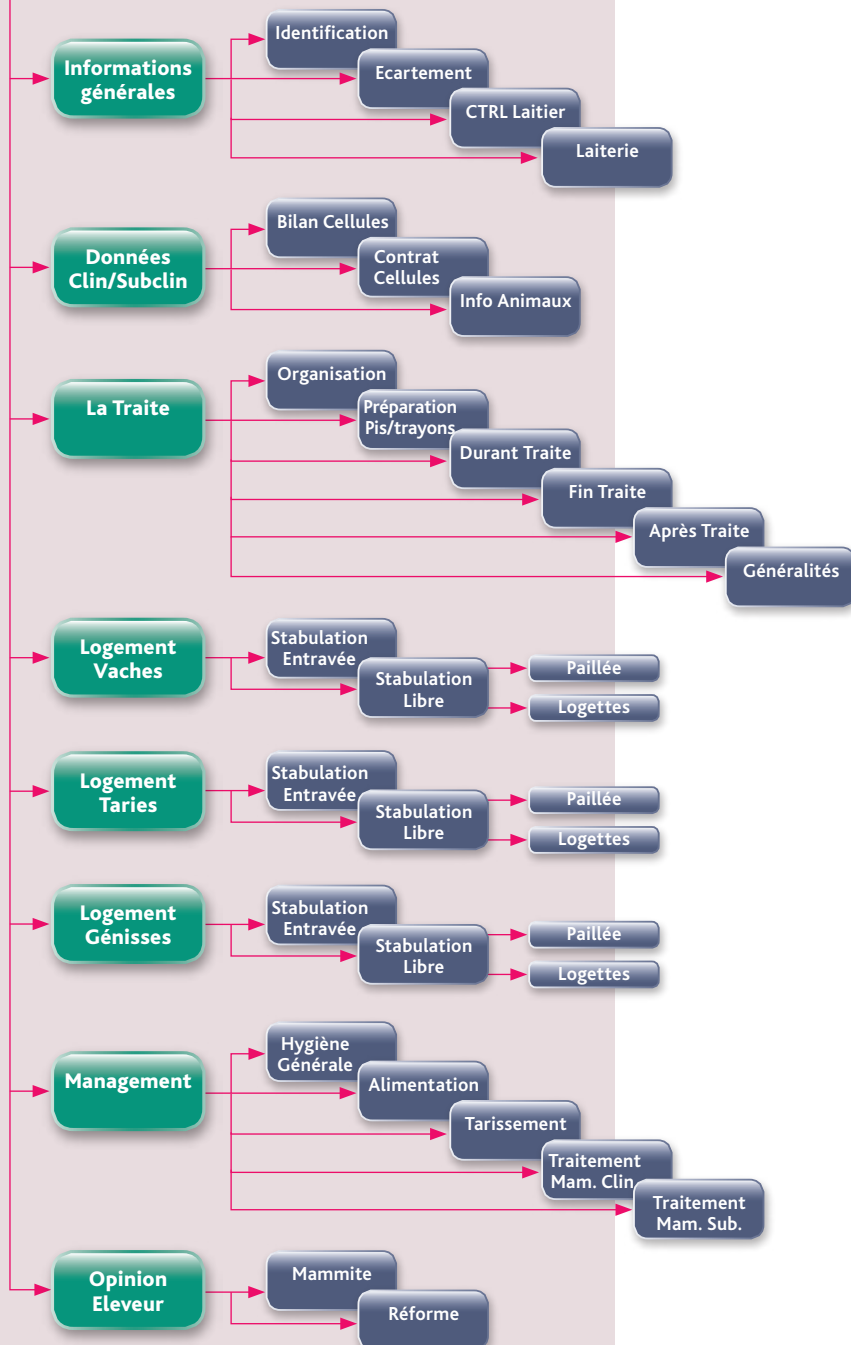 Informations
générales
Identification
Ecartement
CTRL Laitier
Laiterie
Données
Clin/Subclin
Bilan Cellules
Contrat
Cellules
Info Animaux
La Traite
Organisation
Préparation
Pis/trayons
Durant Traite
Fin Traite
Après Traite
Généralités
Logement
Vaches
Stabulation
Entravée
Stabulation
Libre
Paillée
Logettes
Logement
Taries
Stabulation
Entravée
Stabulation
Libre
Paillée
Logettes
Logement
Génisses
Stabulation
Entravée
Stabulation
Libre
Paillée
Logettes
Management
Hygiène
Générale
Alimentation
Tarissement
Traitement
Mam. Clin.
Traitement
Mam. Sub.
Opinion
Eleveur
Mammite
Réforme